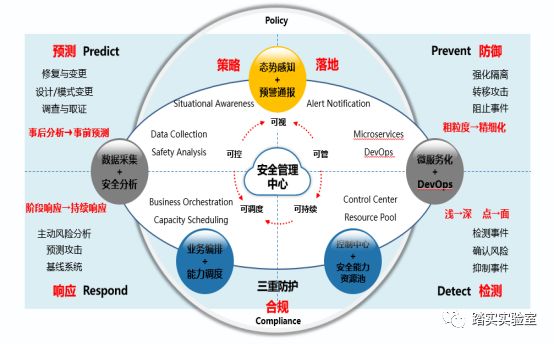 Policy
预测 Predict
修复与变更
设计/模式变更
调查与取证
事后分析→事前预测
策略
落地
态势感知
+
预警通报
Situational Awareness
Alert Notification
Prevent 防御
强化隔离
转移攻击
阻止事件
粗粒度→精细化
Data Collection
Safety Analysis
可视
可控
可管
可调度
可持续
Microservices
DevOps
数据采集
+
安全分析
安全管理
中心
微服务化
+
DevOps
阶段响应→持续响应
主动风险分析
预测攻击
基线系统
响应 Respond
Business Orchestration
Capacity Scheduling
Control Center
Resource Pool
业务编排
+
能力调度
控制中心
+
安全能力
资源池
浅→深 点→面
检测事件
确认风险
抑制事件
Detect 检测
三重防护
合规
Compliance
踏实实验室